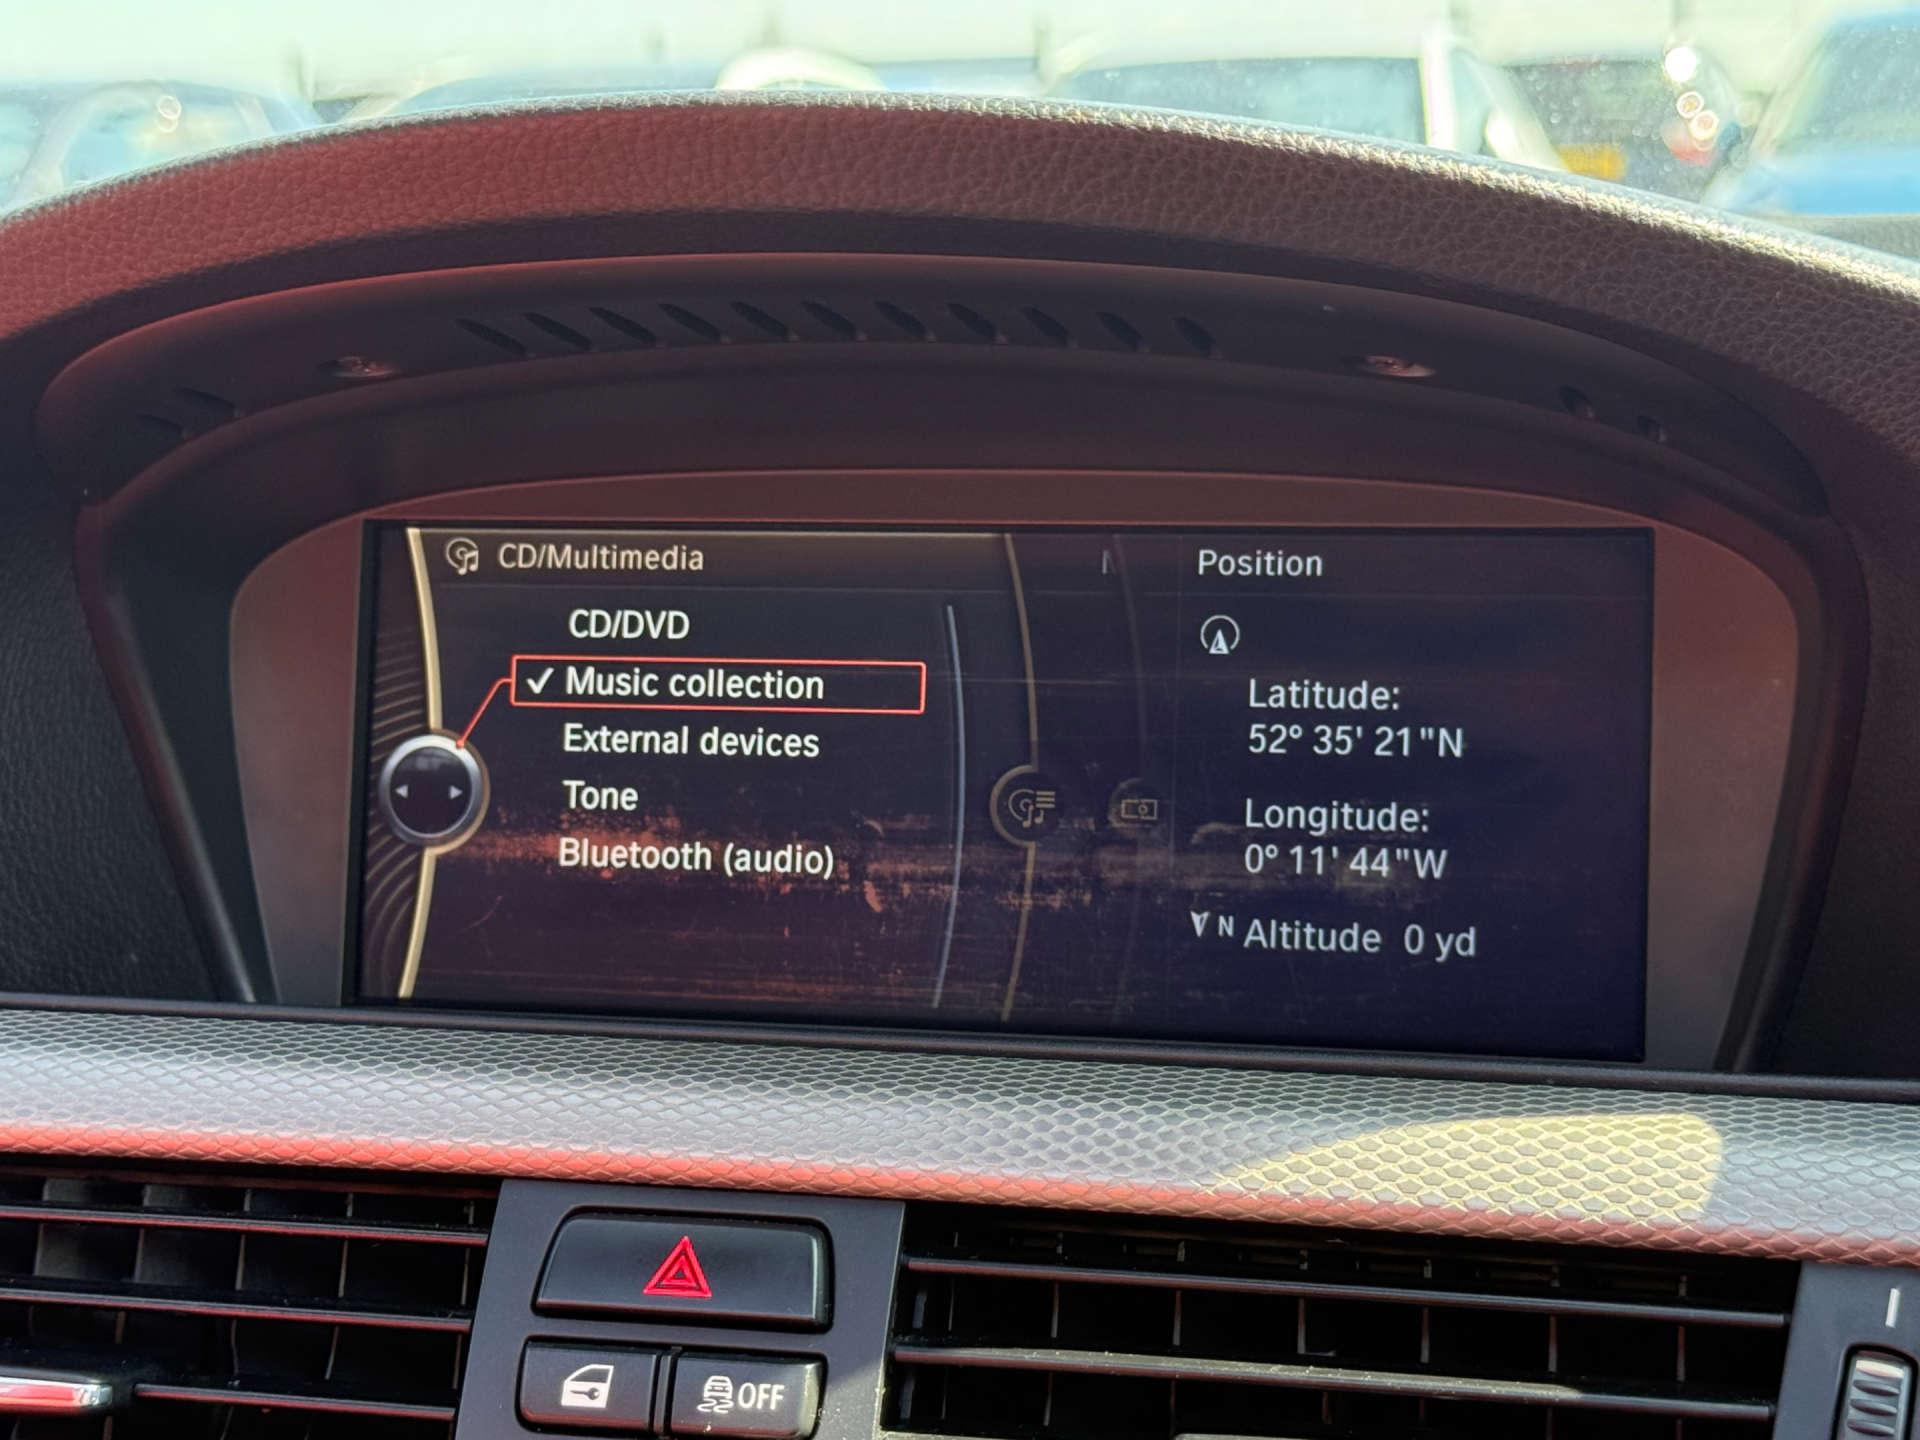 CD/Multimedia
CD/DVD
✓ Music collection
External devices
Tone
Bluetooth (audio)
Position
Latitude:
52° 35' 21"N
Longitude:
0° 11' 44"W
N Altitude 0 yd
OFF